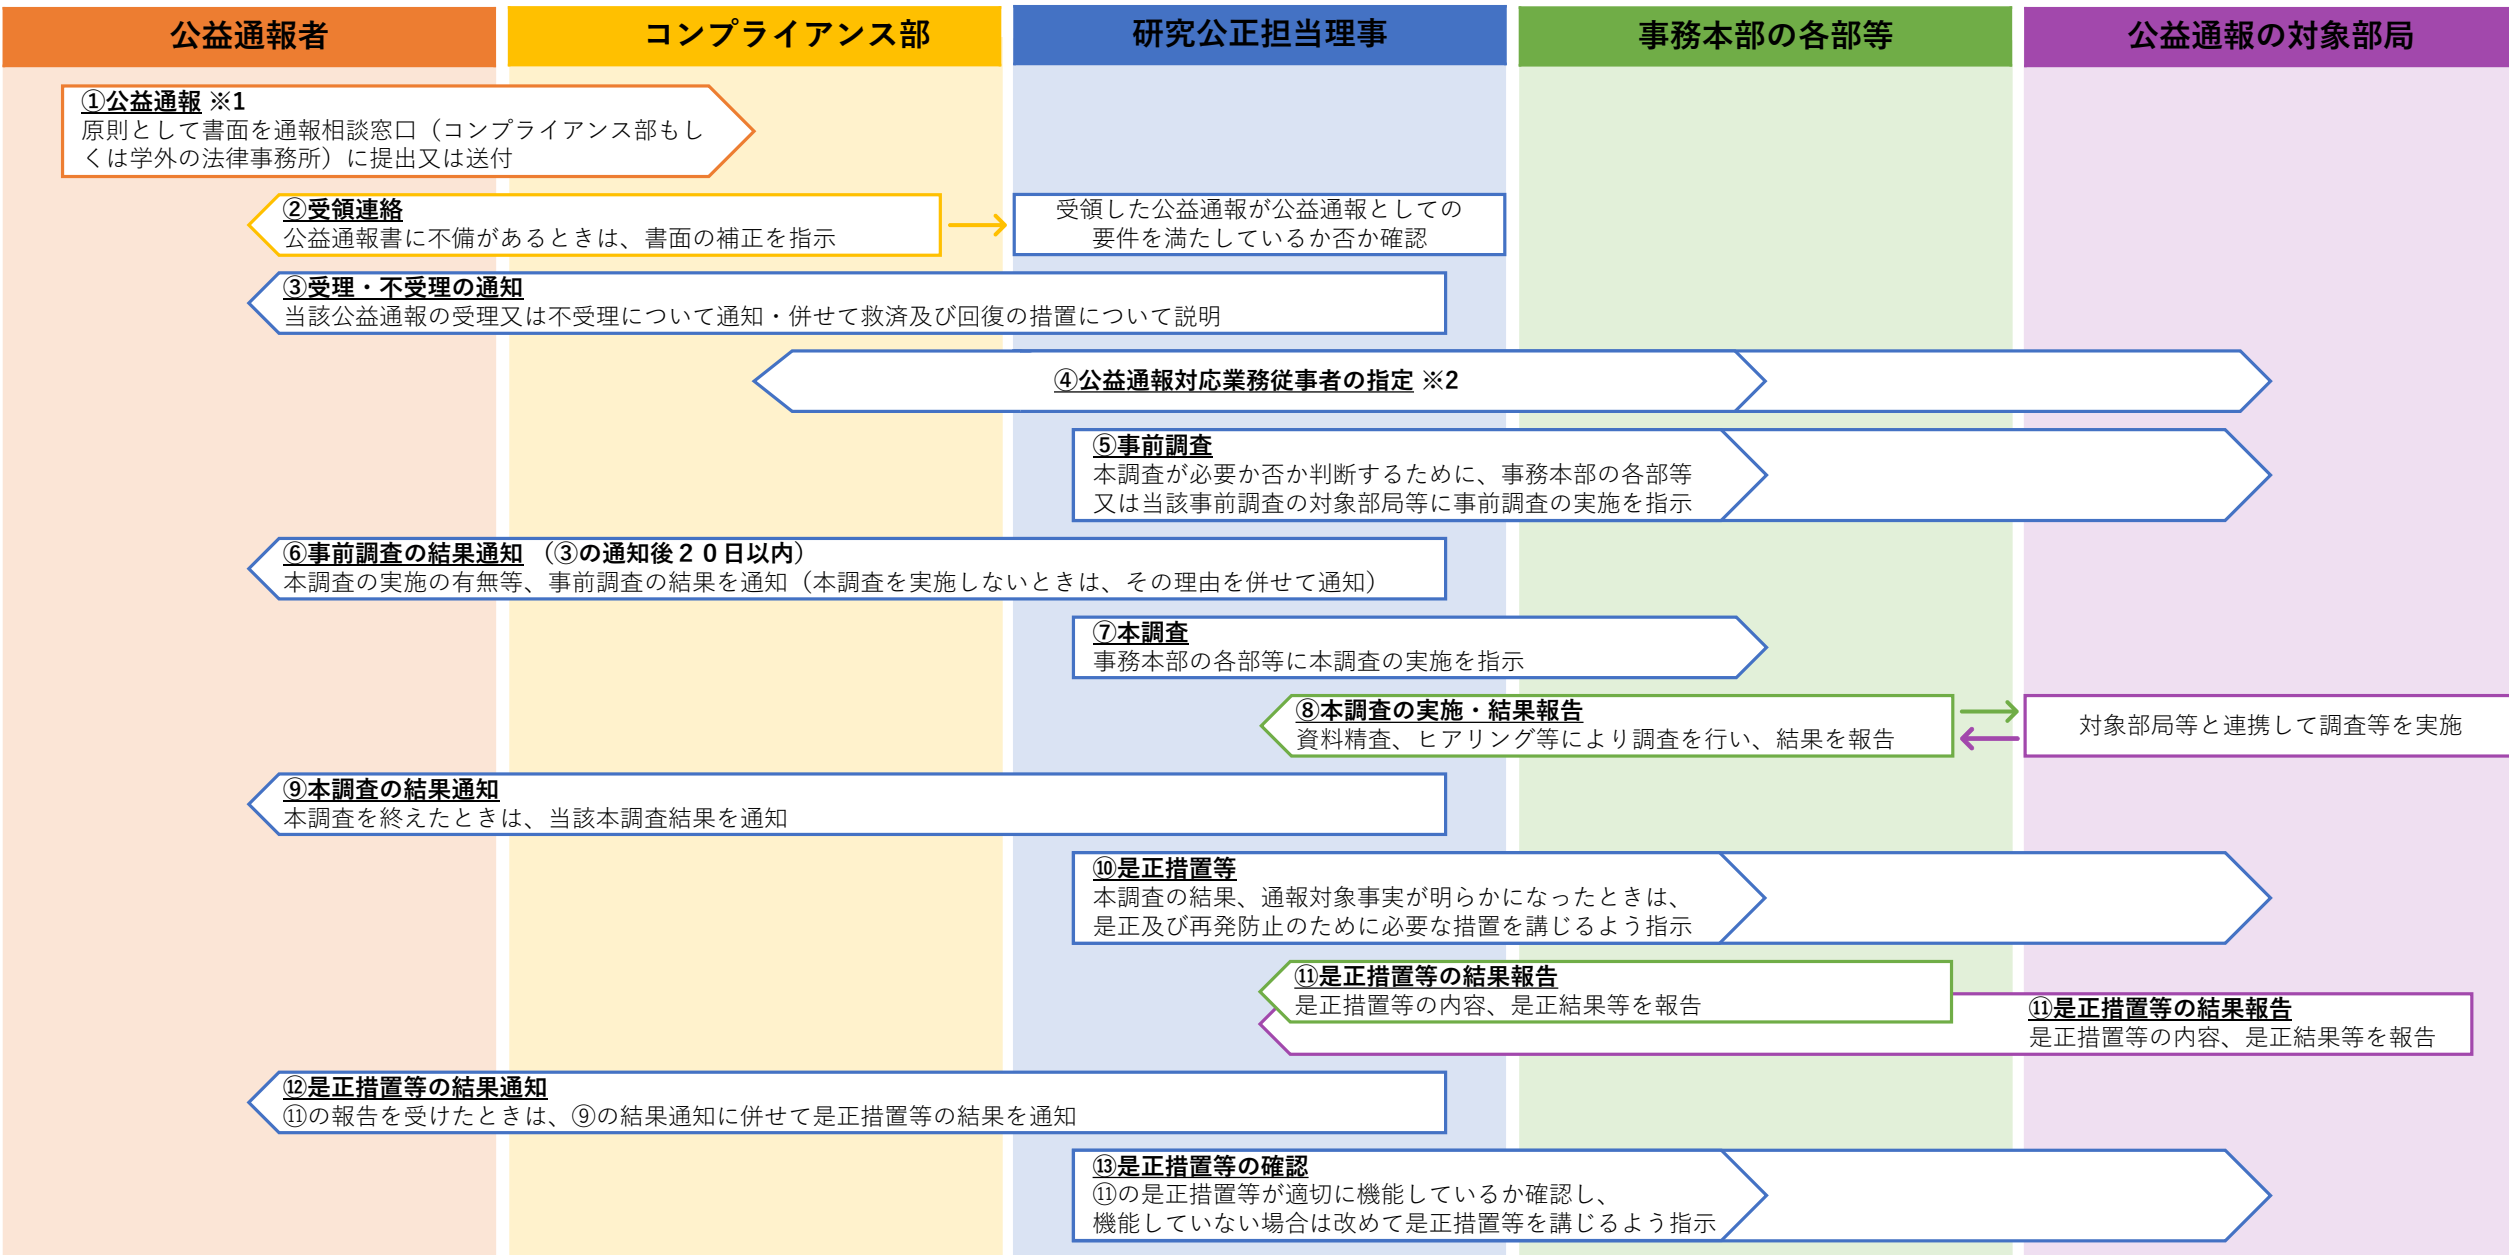 公益通報者
コンプライアンス部
研究公正担当理事
事務本部の各部等
公益通報の対象部局
①公益通報 ※1
原則として書面を通報相談窓口（コンプライアンス部もし
くは学外の法律事務所）に提出又は送付
②受領連絡
公益通報書に不備があるときは、書面の補正を指示
受領した公益通報が公益通報としての
要件を満たしているか否か確認
③受理・不受理の通知
当該公益通報の受理又は不受理について通知・併せて救済及び回復の措置について説明
④公益通報対応業務従事者の指定 ※2
⑤事前調査
本調査が必要か否か判断するために、事務本部の各部等
又は当該事前調査の対象部局等に事前調査の実施を指示
⑥事前調査の結果通知 （③の通知後２０日以内）
本調査の実施の有無等、事前調査の結果を通知（本調査を実施しないときは、その理由を併せて通知）
⑦本調査
事務本部の各部等に本調査の実施を指示
⑧本調査の実施・結果報告
資料精査、ヒアリング等により調査を行い、結果を報告
対象部局等と連携して調査等を実施
⑨本調査の結果通知
本調査を終えたときは、当該本調査結果を通知
⑩是正措置等
本調査の結果、通報対象事実が明らかになったときは、
是正及び再発防止のために必要な措置を講じるよう指示
⑪是正措置等の結果報告
是正措置等の内容、是正結果等を報告
⑪是正措置等の結果報告
是正措置等の内容、是正結果等を報告
⑫是正措置等の結果通知
⑪の報告を受けたときは、⑨の結果通知に併せて是正措置等の結果を通知
⑬是正措置等の確認
⑪の是正措置等が適切に機能しているか確認し、
機能していない場合は改めて是正措置等を講じるよう指示